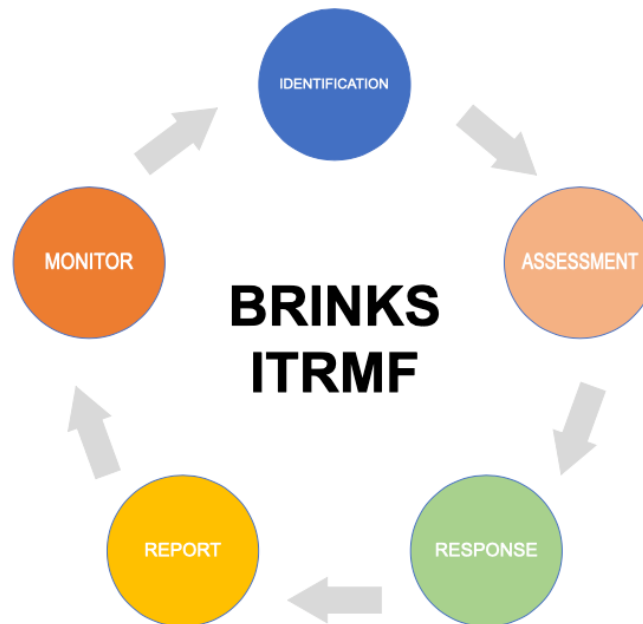 IDENTIFICATION
ASSESSMENT
RESPONSE
REPORT
MONITOR
BRINKS
ITRMF